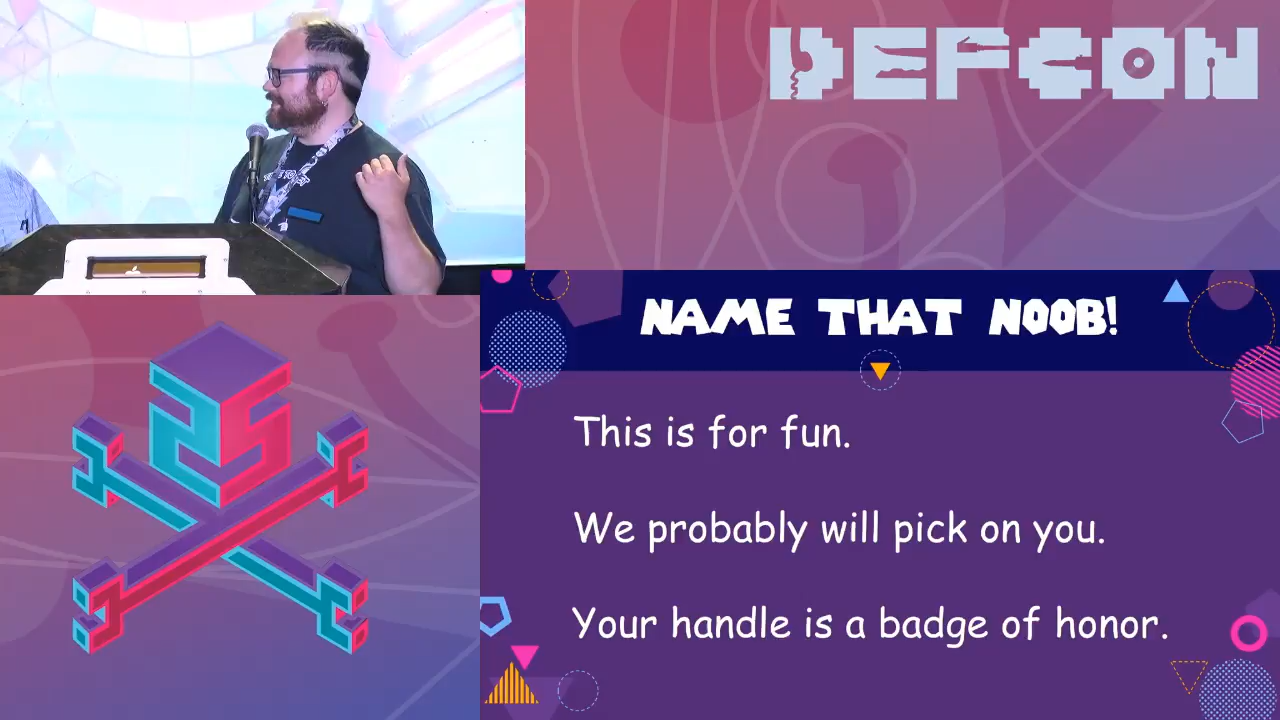 DEFCON
NAME THAT NOOB!
This is for fun.
We probably will pick on you.
Your handle is a badge of honor.